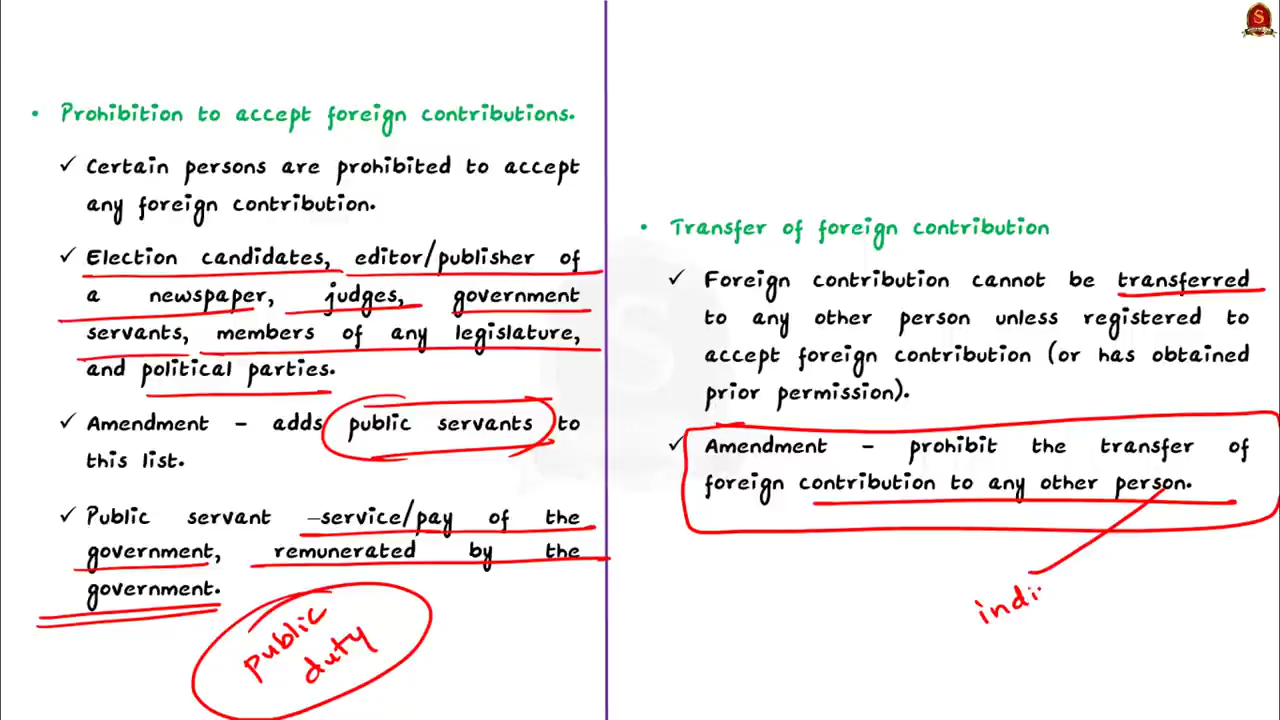 • Prohibition to accept foreign contributions.
✓ Certain persons are prohibited to accept
any foreign contribution.
✓ Election candidates, editor/publisher of
a newspaper, judges, government
servants, members of any legislature,
and political parties.
✓ Amendment – adds public servants to
this list.
✓ Public servant –service/pay of the
government, remunerated by the
government.
public
duty
• Transfer of foreign contribution
✓ Foreign contribution cannot be transferred
to any other person unless registered to
accept foreign contribution (or has obtained
prior permission).
✓ Amendment – prohibit the transfer of
foreign contribution to any other person.
indi
S